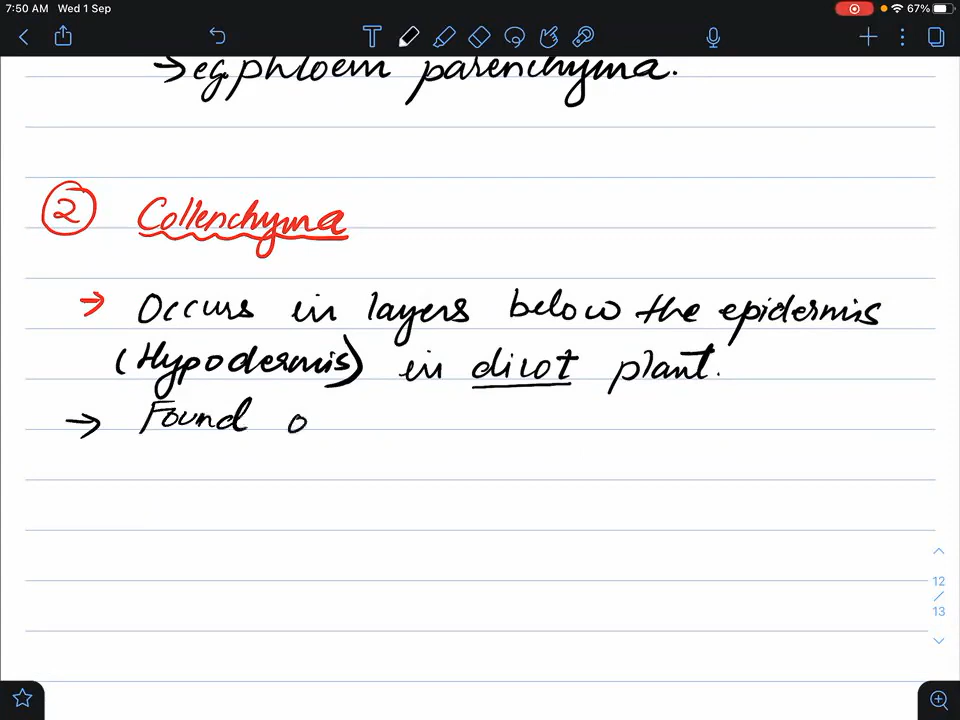 7:50 AM Wed 1 Sep 67%
→ eg. phloem parenchyma.
② Collenchyma
→ Occurs in layers below the epidermis
(Hypodermis) in dicot plant.
→ Found o
12
/
13